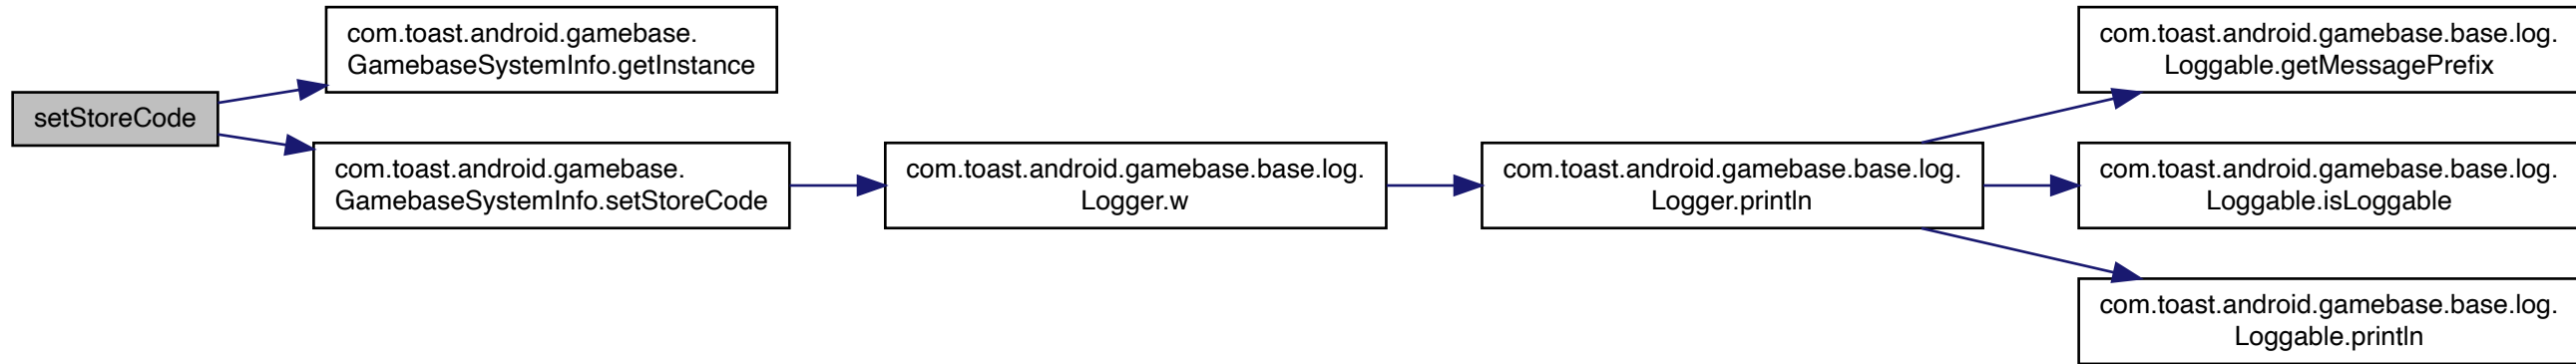 setStoreCode
com.toast.android.gamebase.
GamebaseSystemInfo.getInstance
com.toast.android.gamebase.
GamebaseSystemInfo.setStoreCode
com.toast.android.gamebase.base.log.
Logger.w
com.toast.android.gamebase.base.log.
Logger.println
com.toast.android.gamebase.base.log.
Loggable.getMessagePrefix
com.toast.android.gamebase.base.log.
Loggable.isLoggable
com.toast.android.gamebase.base.log.
Loggable.println